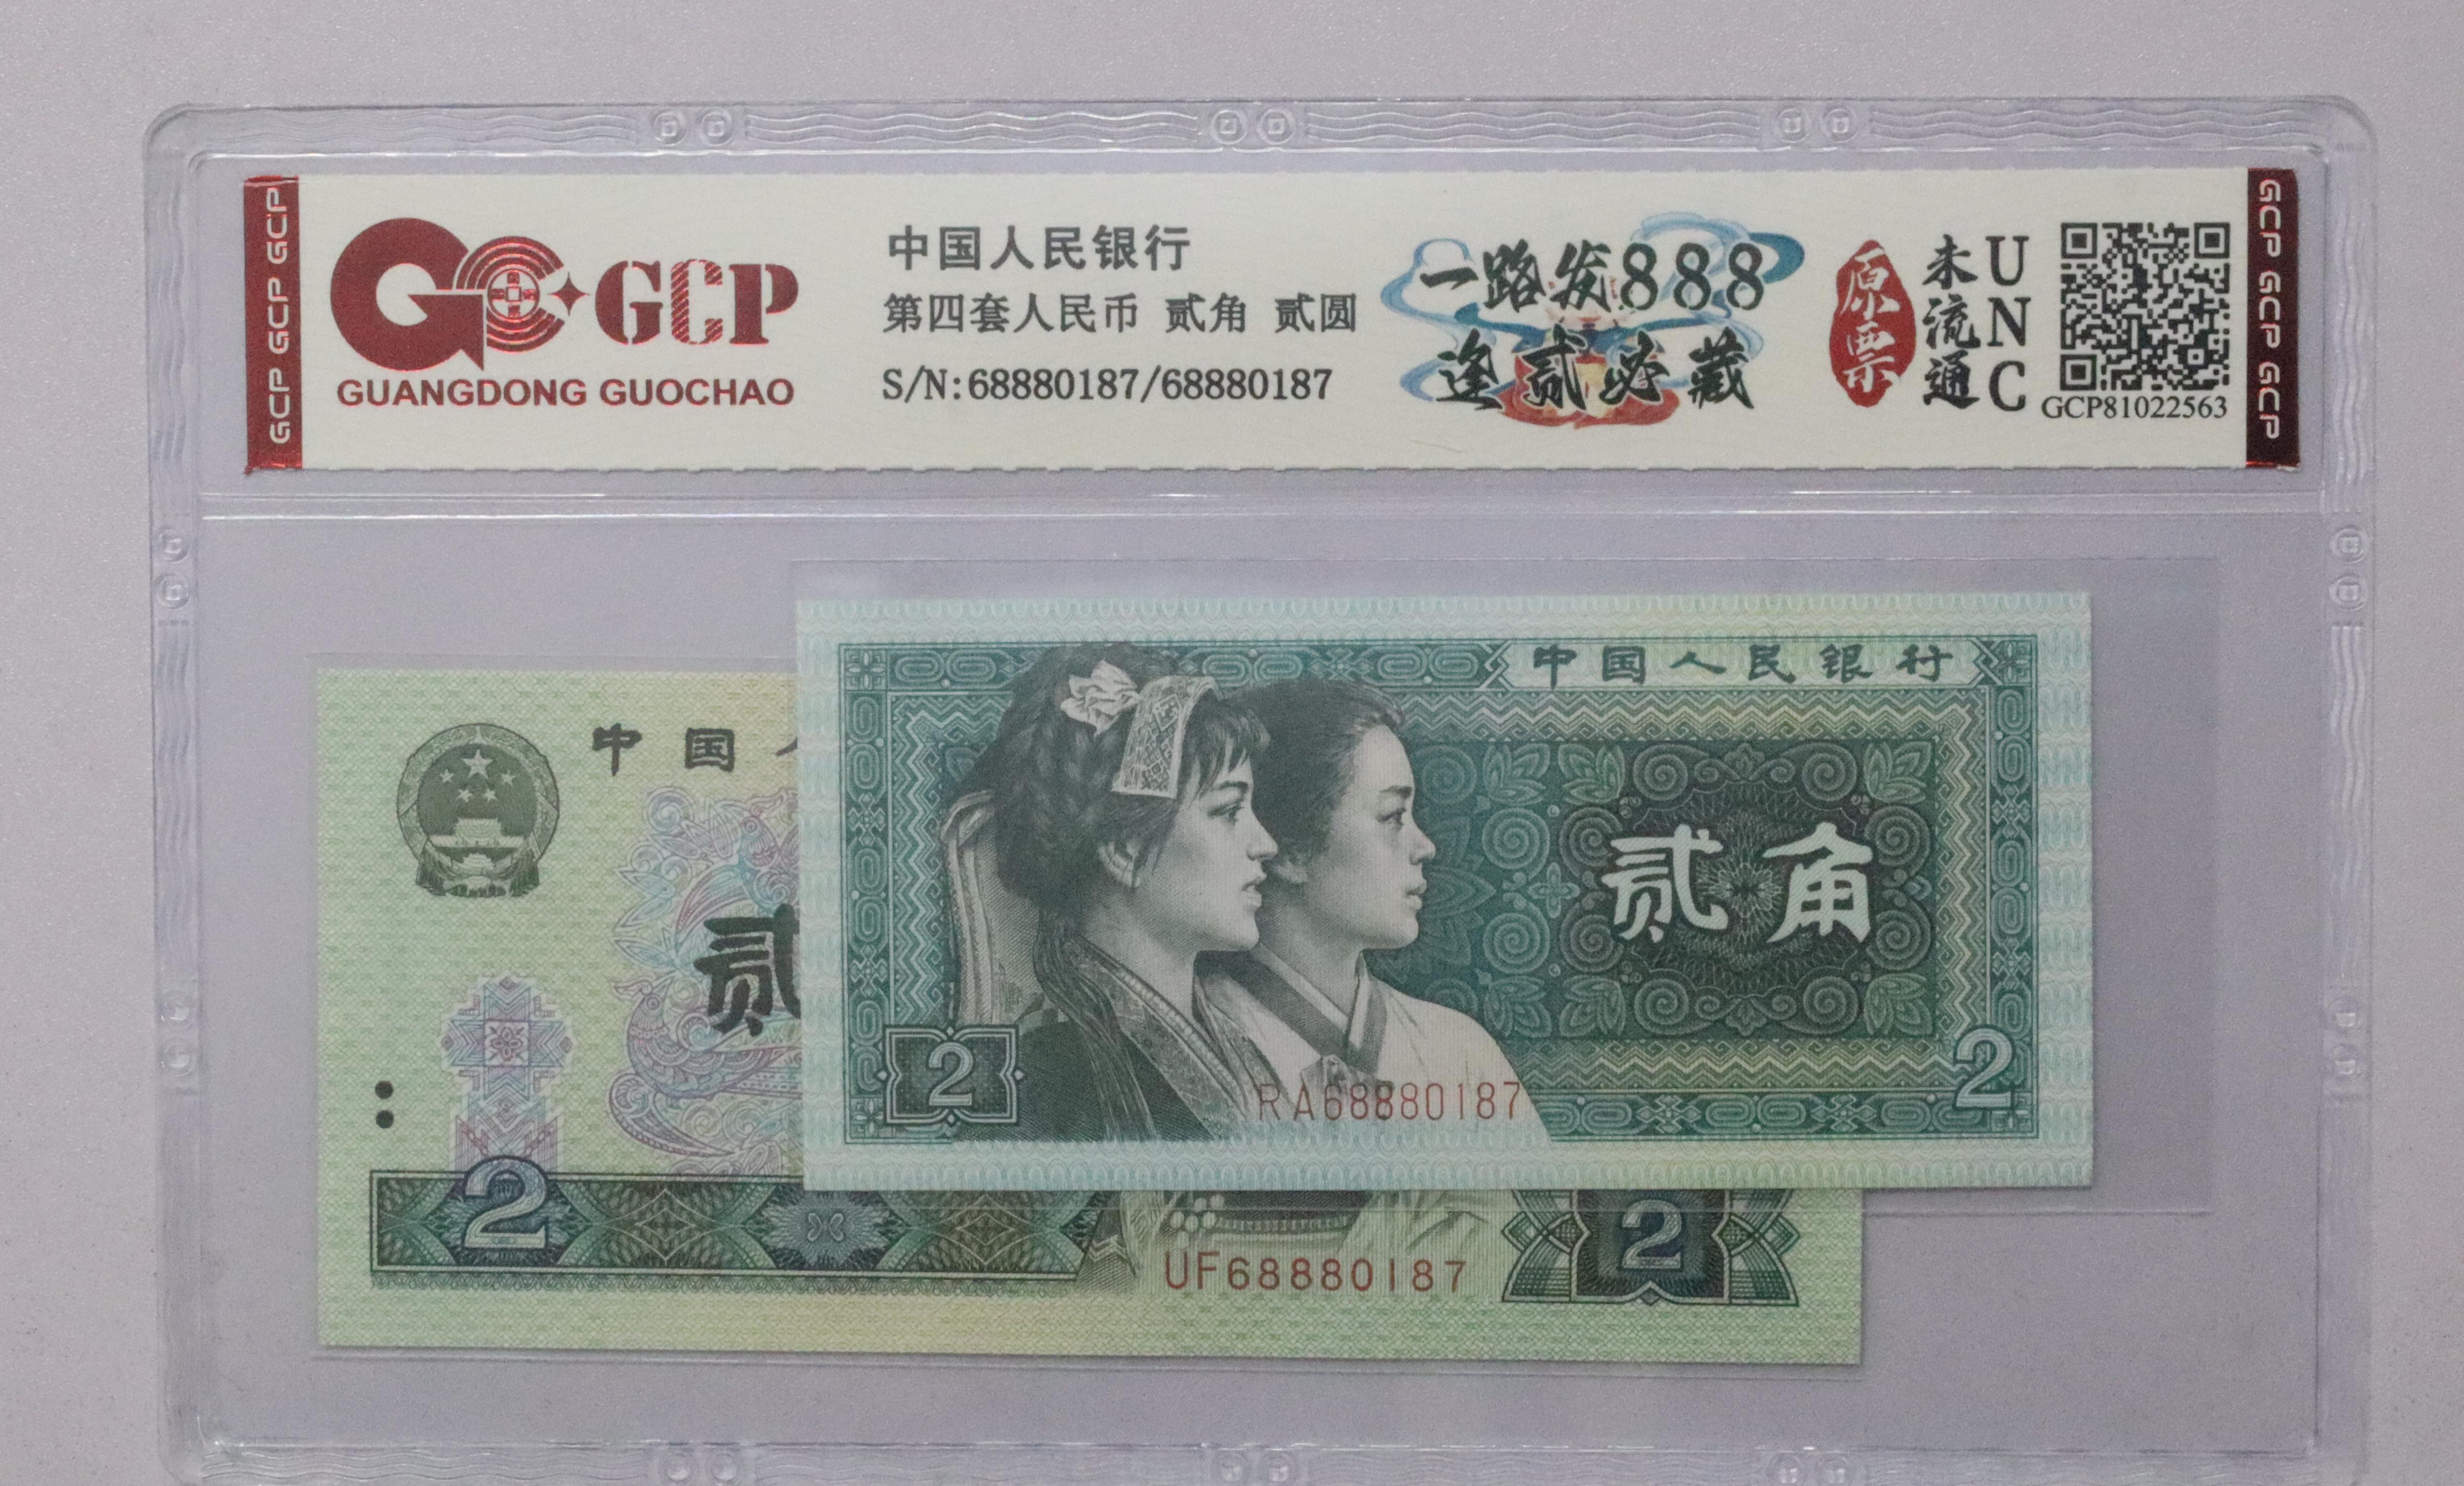 GCP GCP GCP
GCP
GUANGDONG GUOCHAO
中国人民银行
第四套人民币 贰角 贰圆
S/N:68880187/68880187
一路发888
逢贰必藏
原票
未流通
UNC
GCP81022563
GCP GCP GCP
中国人民银行
贰角
2
RA68880187
2
中国
贰
2
UF68880187
2